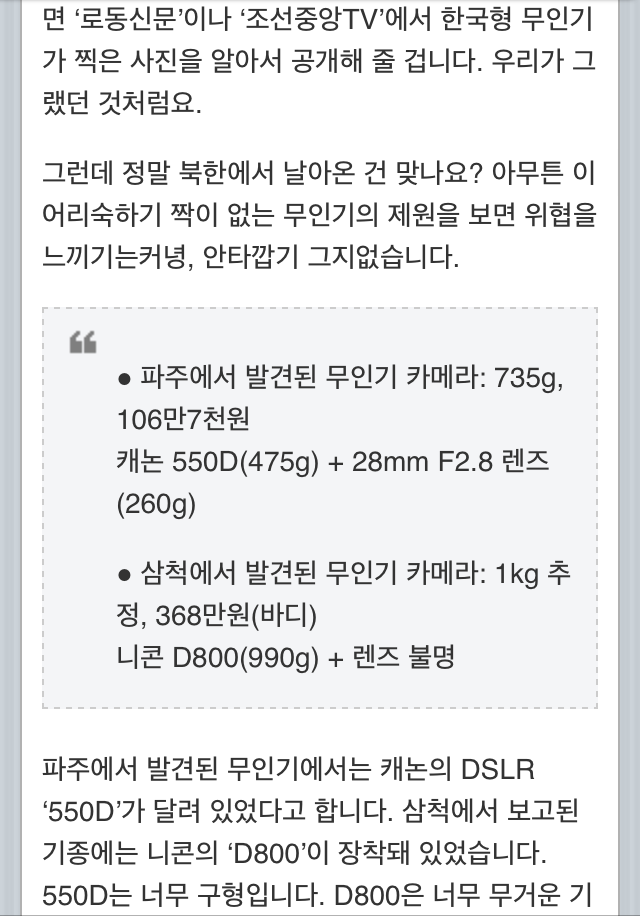 면 ‘로동신문’이나 ‘조선중앙TV’에서 한국형 무인기
가 찍은 사진을 알아서 공개해 줄 겁니다. 우리가 그
랬던 것처럼요.
그런데 정말 북한에서 날아온 건 맞나요? 아무튼 이
어리숙하기 짝이 없는 무인기의 제원을 보면 위협을
느끼기는커녕, 안타깝기 그지없습니다.
“
● 파주에서 발견된 무인기 카메라: 735g,
106만7천원
캐논 550D(475g) + 28mm F2.8 렌즈
(260g)
● 삼척에서 발견된 무인기 카메라: 1kg 추
정, 368만원(바디)
니콘 D800(990g) + 렌즈 불명
파주에서 발견된 무인기에서는 캐논의 DSLR
‘550D’가 달려 있었다고 합니다. 삼척에서 보고된
기종에는 니콘의 ‘D800’이 장착돼 있었습니다.
550D는 너무 구형입니다. D800은 너무 무거운 기